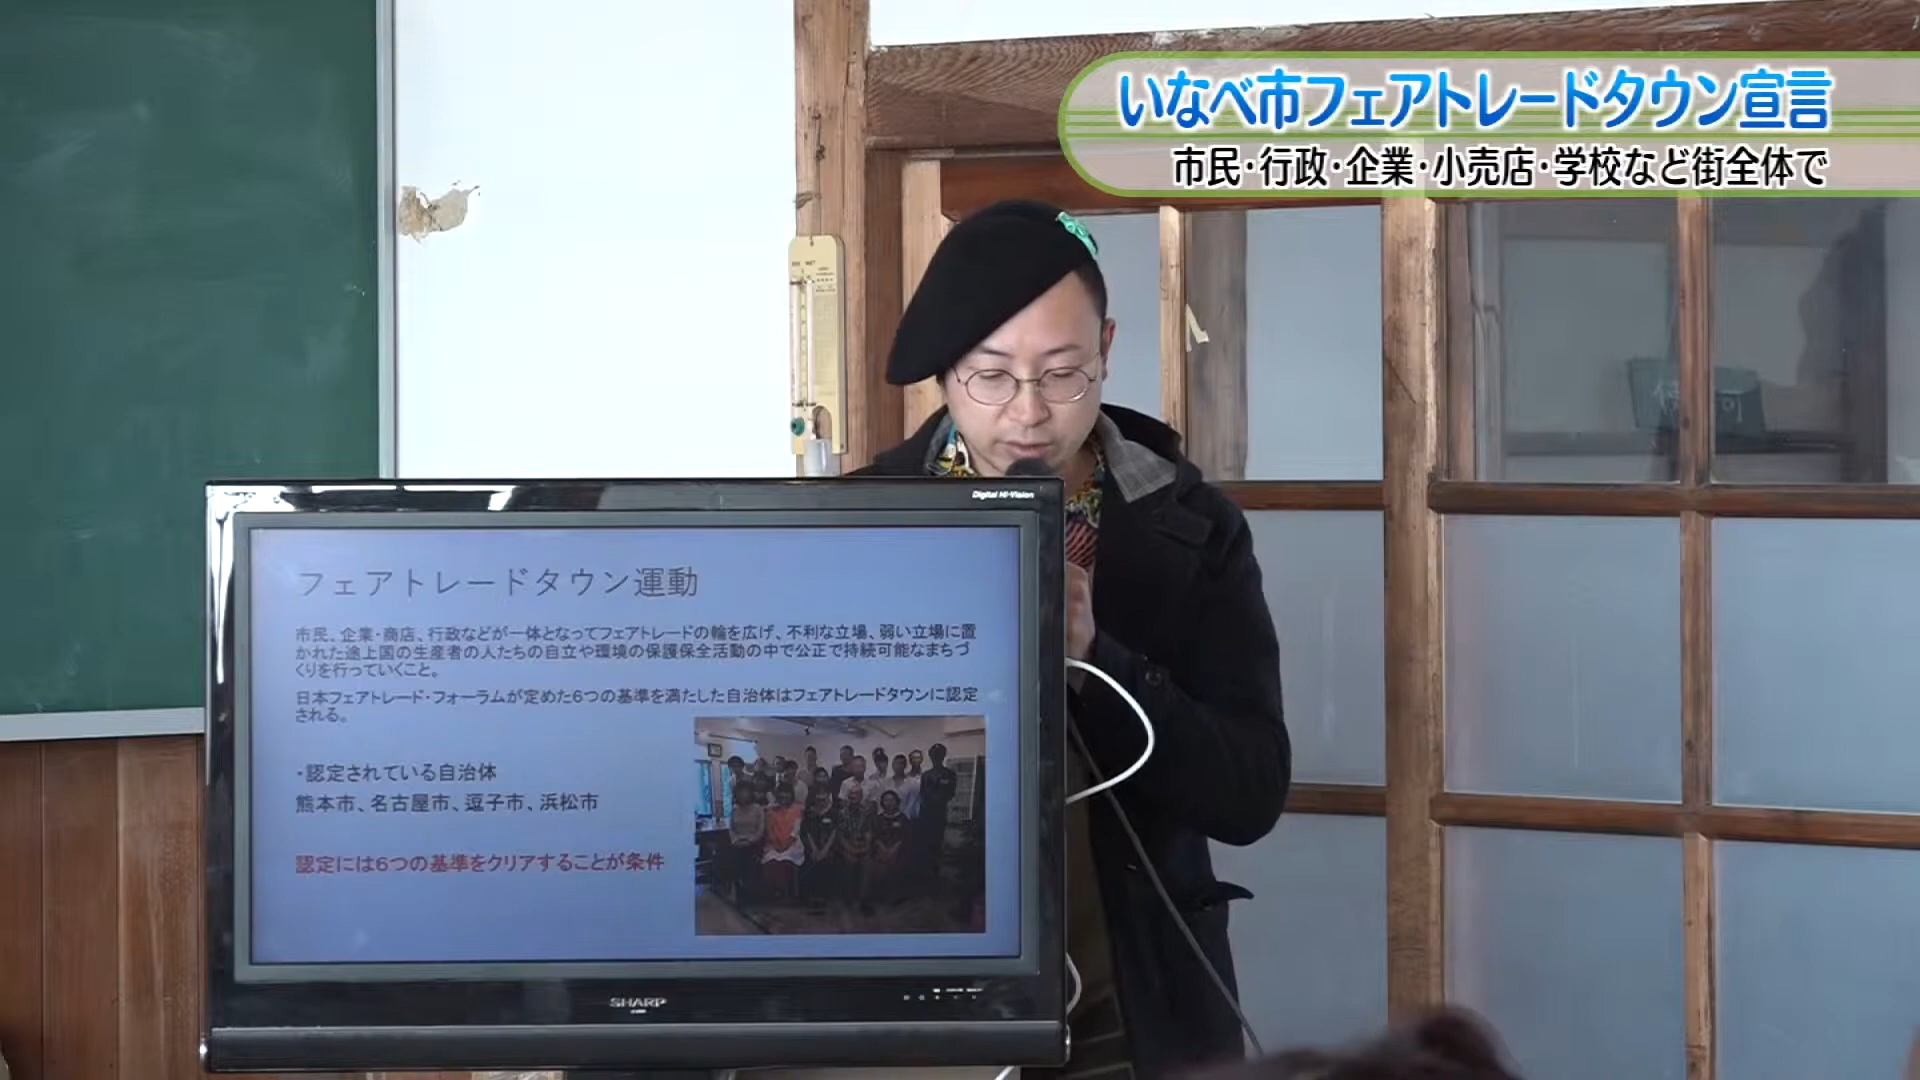 いなべ市フェアトレードタウン宣言
市民・行政・企業・小売店・学校など街全体で
Digital Hi-Vision
フェアトレードタウン運動
市民、企業・商店、行政などが一体となってフェアトレードの輪を広げ、不利な立場、弱い立場に置
かれた途上国の生産者の人たちの自立や環境の保護保全活動の中で公正で持続可能なまちづ
くりを行っていくこと。
日本フェアトレード・フォーラムが定めた6つの基準を満たした自治体はフェアトレードタウンに認定
される。
・認定されている自治体
熊本市、名古屋市、逗子市、浜松市
認定には6つの基準をクリアすることが条件
SHARP